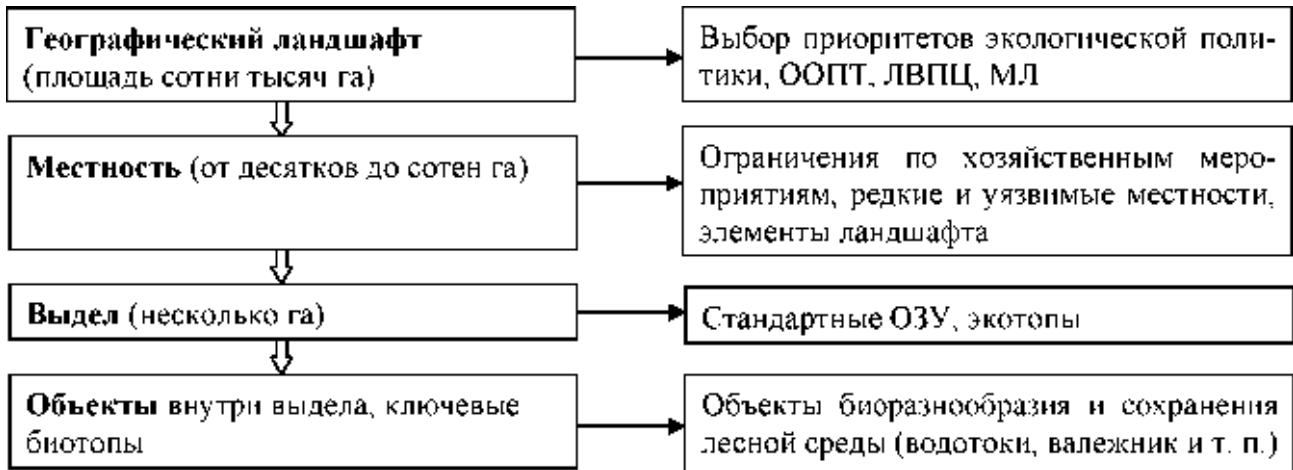 Географический ландшафт
(площадь сотни тысяч га)
Выбор приоритетов экологической поли-
тики, ООПТ, ЛВПЦ, МЛ
Местность (от десятков до сотен га)
Ограничения по хозяйственным меро-
приятиям, редкие и уязвимые местности,
элементы ландшафта
Выдел (несколько га)
Стандартные ОЗУ, экотопы
Объекты внутри выдела, ключевые
биотопы
Объекты биоразнообразия и сохранения
лесной среды (водотоки, валежник и т. п.)